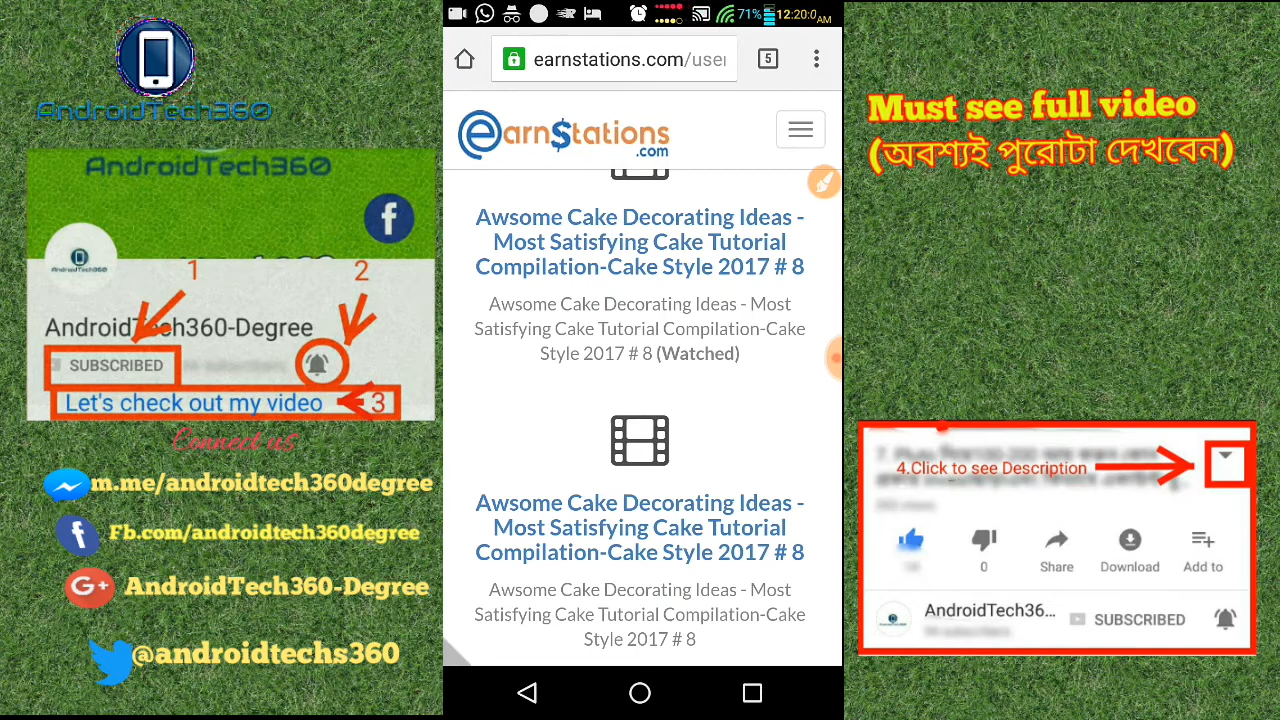 AndroidTech360
AndroidTech360
AndroidTech360
1
2
AndroidTech360-Degree
SUBSCRIBED
Let's check out my video
3
Connect us
m.me/androidtech360degree
Fb.com/androidtech360degree
G+
AndroidTech360-Degree
@androidtechs360
71% 12:20:00 AM
earnstations.com/user
5
earn$tations
.com
Awsome Cake Decorating Ideas -
Most Satisfying Cake Tutorial
Compilation-Cake Style 2017 # 8
Awsome Cake Decorating Ideas - Most
Satisfying Cake Tutorial Compilation-Cake
Style 2017 # 8 (Watched)
Awsome Cake Decorating Ideas -
Most Satisfying Cake Tutorial
Compilation-Cake Style 2017 # 8
Awsome Cake Decorating Ideas - Most
Satisfying Cake Tutorial Compilation-Cake
Style 2017 # 8
Must see full video
(অবশ্যই পুরোটা দেখবেন)
4.Click to see Description
0
Share
Download
Add to
AndroidTech36...
SUBSCRIBED